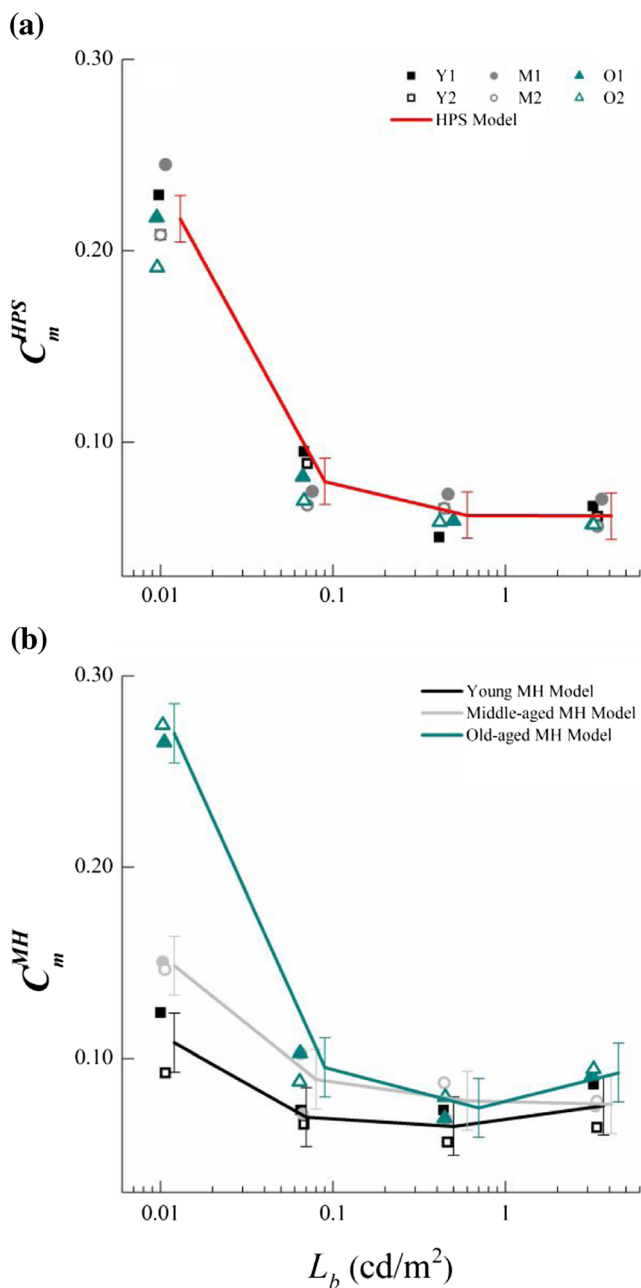 (a)
0.30
Y1 M1 O1
Y2 M2 O2
HPS Model
0.20
C_m^HPS
0.10
0.01 0.1 1
(b)
0.30
Young MH Model
Middle-aged MH Model
Old-aged MH Model
0.20
C_m^MH
0.10
0.01 0.1 1
L_b (cd/m²)